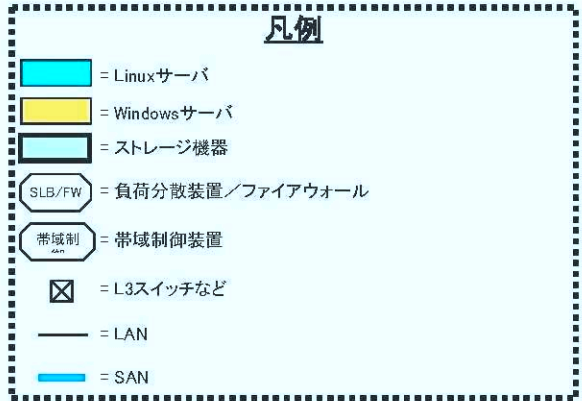 凡例
= Linuxサーバ
= Windowsサーバ
= ストレージ機器
SLB/FW = 負荷分散装置／ファイアウォール
帯域制 = 帯域制御装置
= L3スイッチなど
= LAN
= SAN